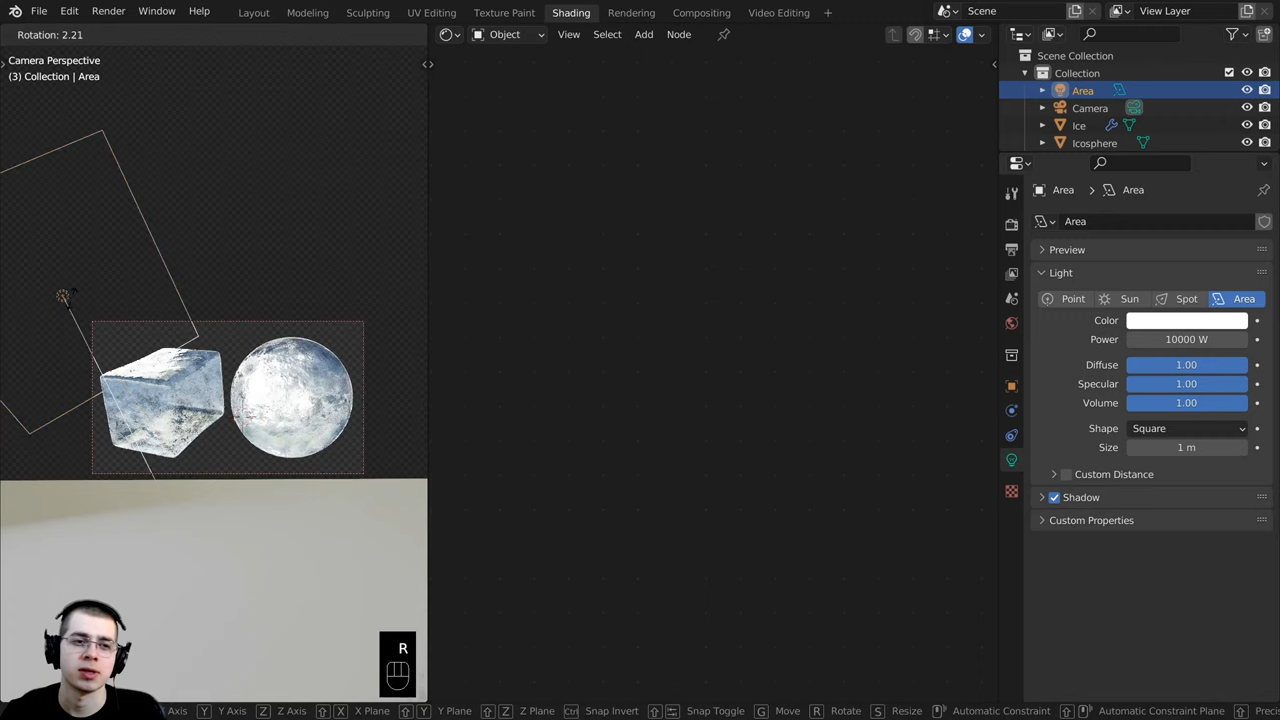 File Edit Render Window Help Layout Modeling Sculpting UV Editing Texture Paint Shading Rendering Compositing Video Editing + Scene View Layer
Rotation: 2.21
Object View Select Add Node
Camera Perspective
(3) Collection | Area
Scene Collection
Collection
Area
Camera
Ice
Icosphere
Area Area
Area
Preview
Light
Point Sun Spot Area
Color
Power 10000 W
Diffuse 1.00
Specular 1.00
Volume 1.00
Shape Square
Size 1 m
Custom Distance
Shadow
Custom Properties
R
X Axis Y Y Axis Z Z Axis X X Plane Y Y Plane Z Z Plane Ctrl Snap Invert Snap Toggle G Move R Rotate S Resize Automatic Constraint Automatic Constraint Plane